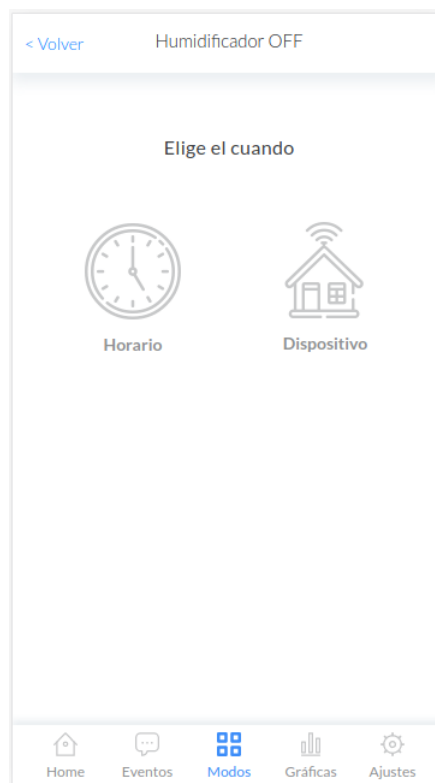 < Volver Humidificador OFF
Elige el cuando
Horario Dispositivo
Home Eventos Modos Gráficas Ajustes